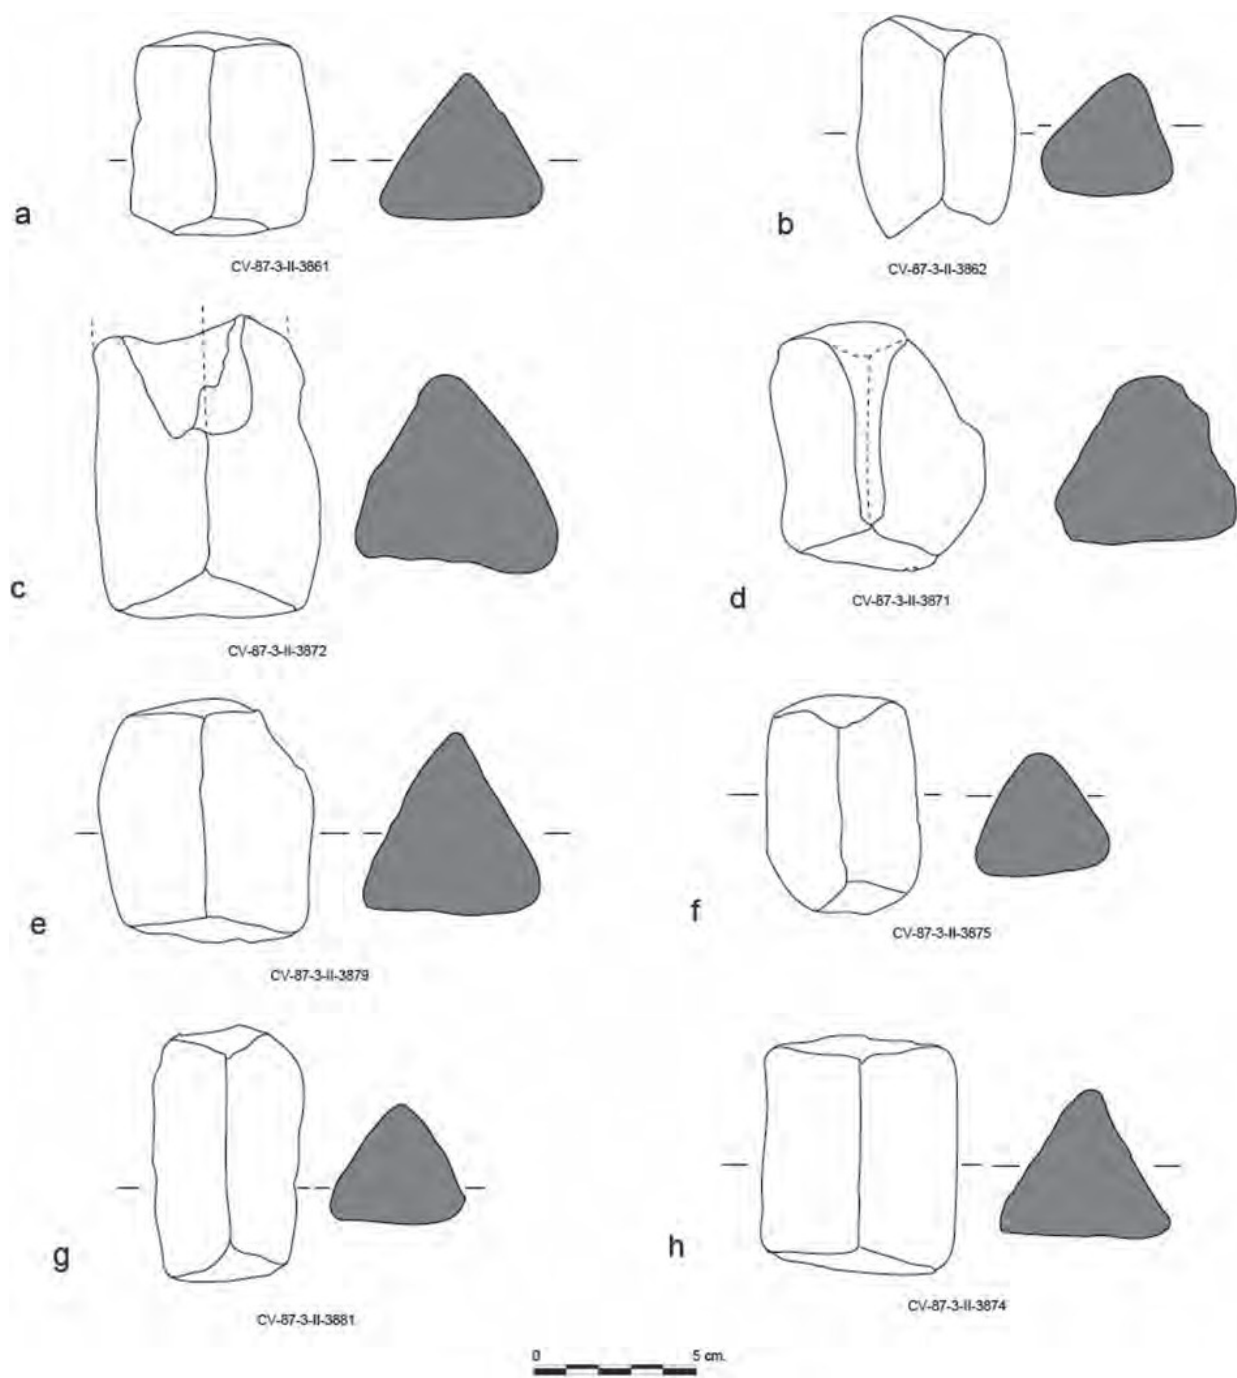 a
CV-87-3-II-3861
b
CV-87-3-II-3862
c
CV-87-3-II-3872
d
CV-87-3-II-3871
e
CV-87-3-II-3879
f
CV-87-3-II-3875
g
CV-87-3-II-3881
h
CV-87-3-II-3874
0 5 cm.